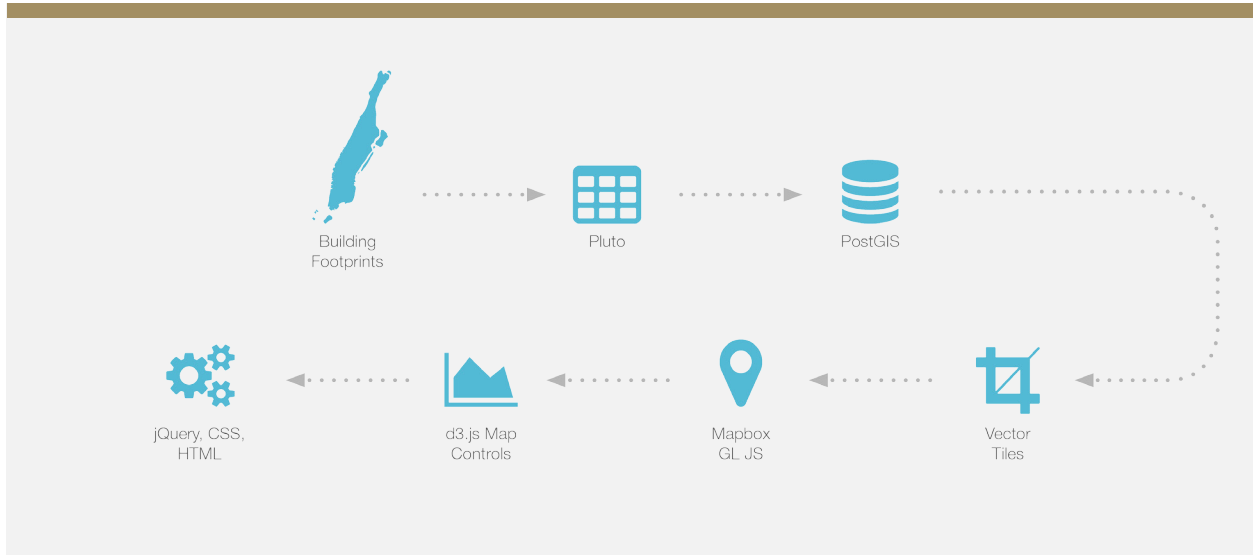 Building
Footprints
Pluto
PostGIS
Vector
Tiles
Mapbox
GL JS
d3.js Map
Controls
jQuery, CSS,
HTML